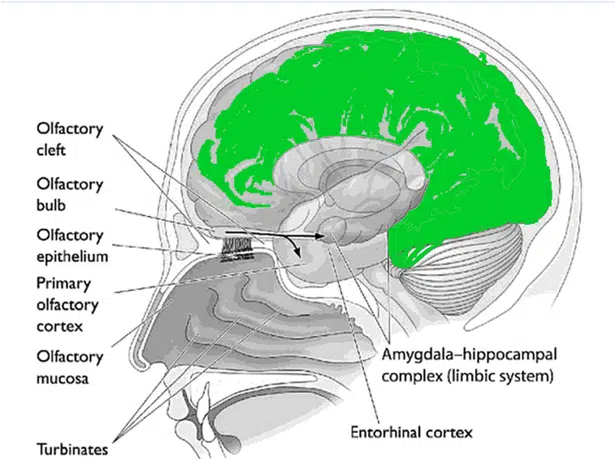 Olfactory
cleft
Olfactory
bulb
Olfactory
epithelium
Primary
olfactory
cortex
Olfactory
mucosa
Turbinates
Amygdala–hippocampal
complex (limbic system)
Entorhinal cortex